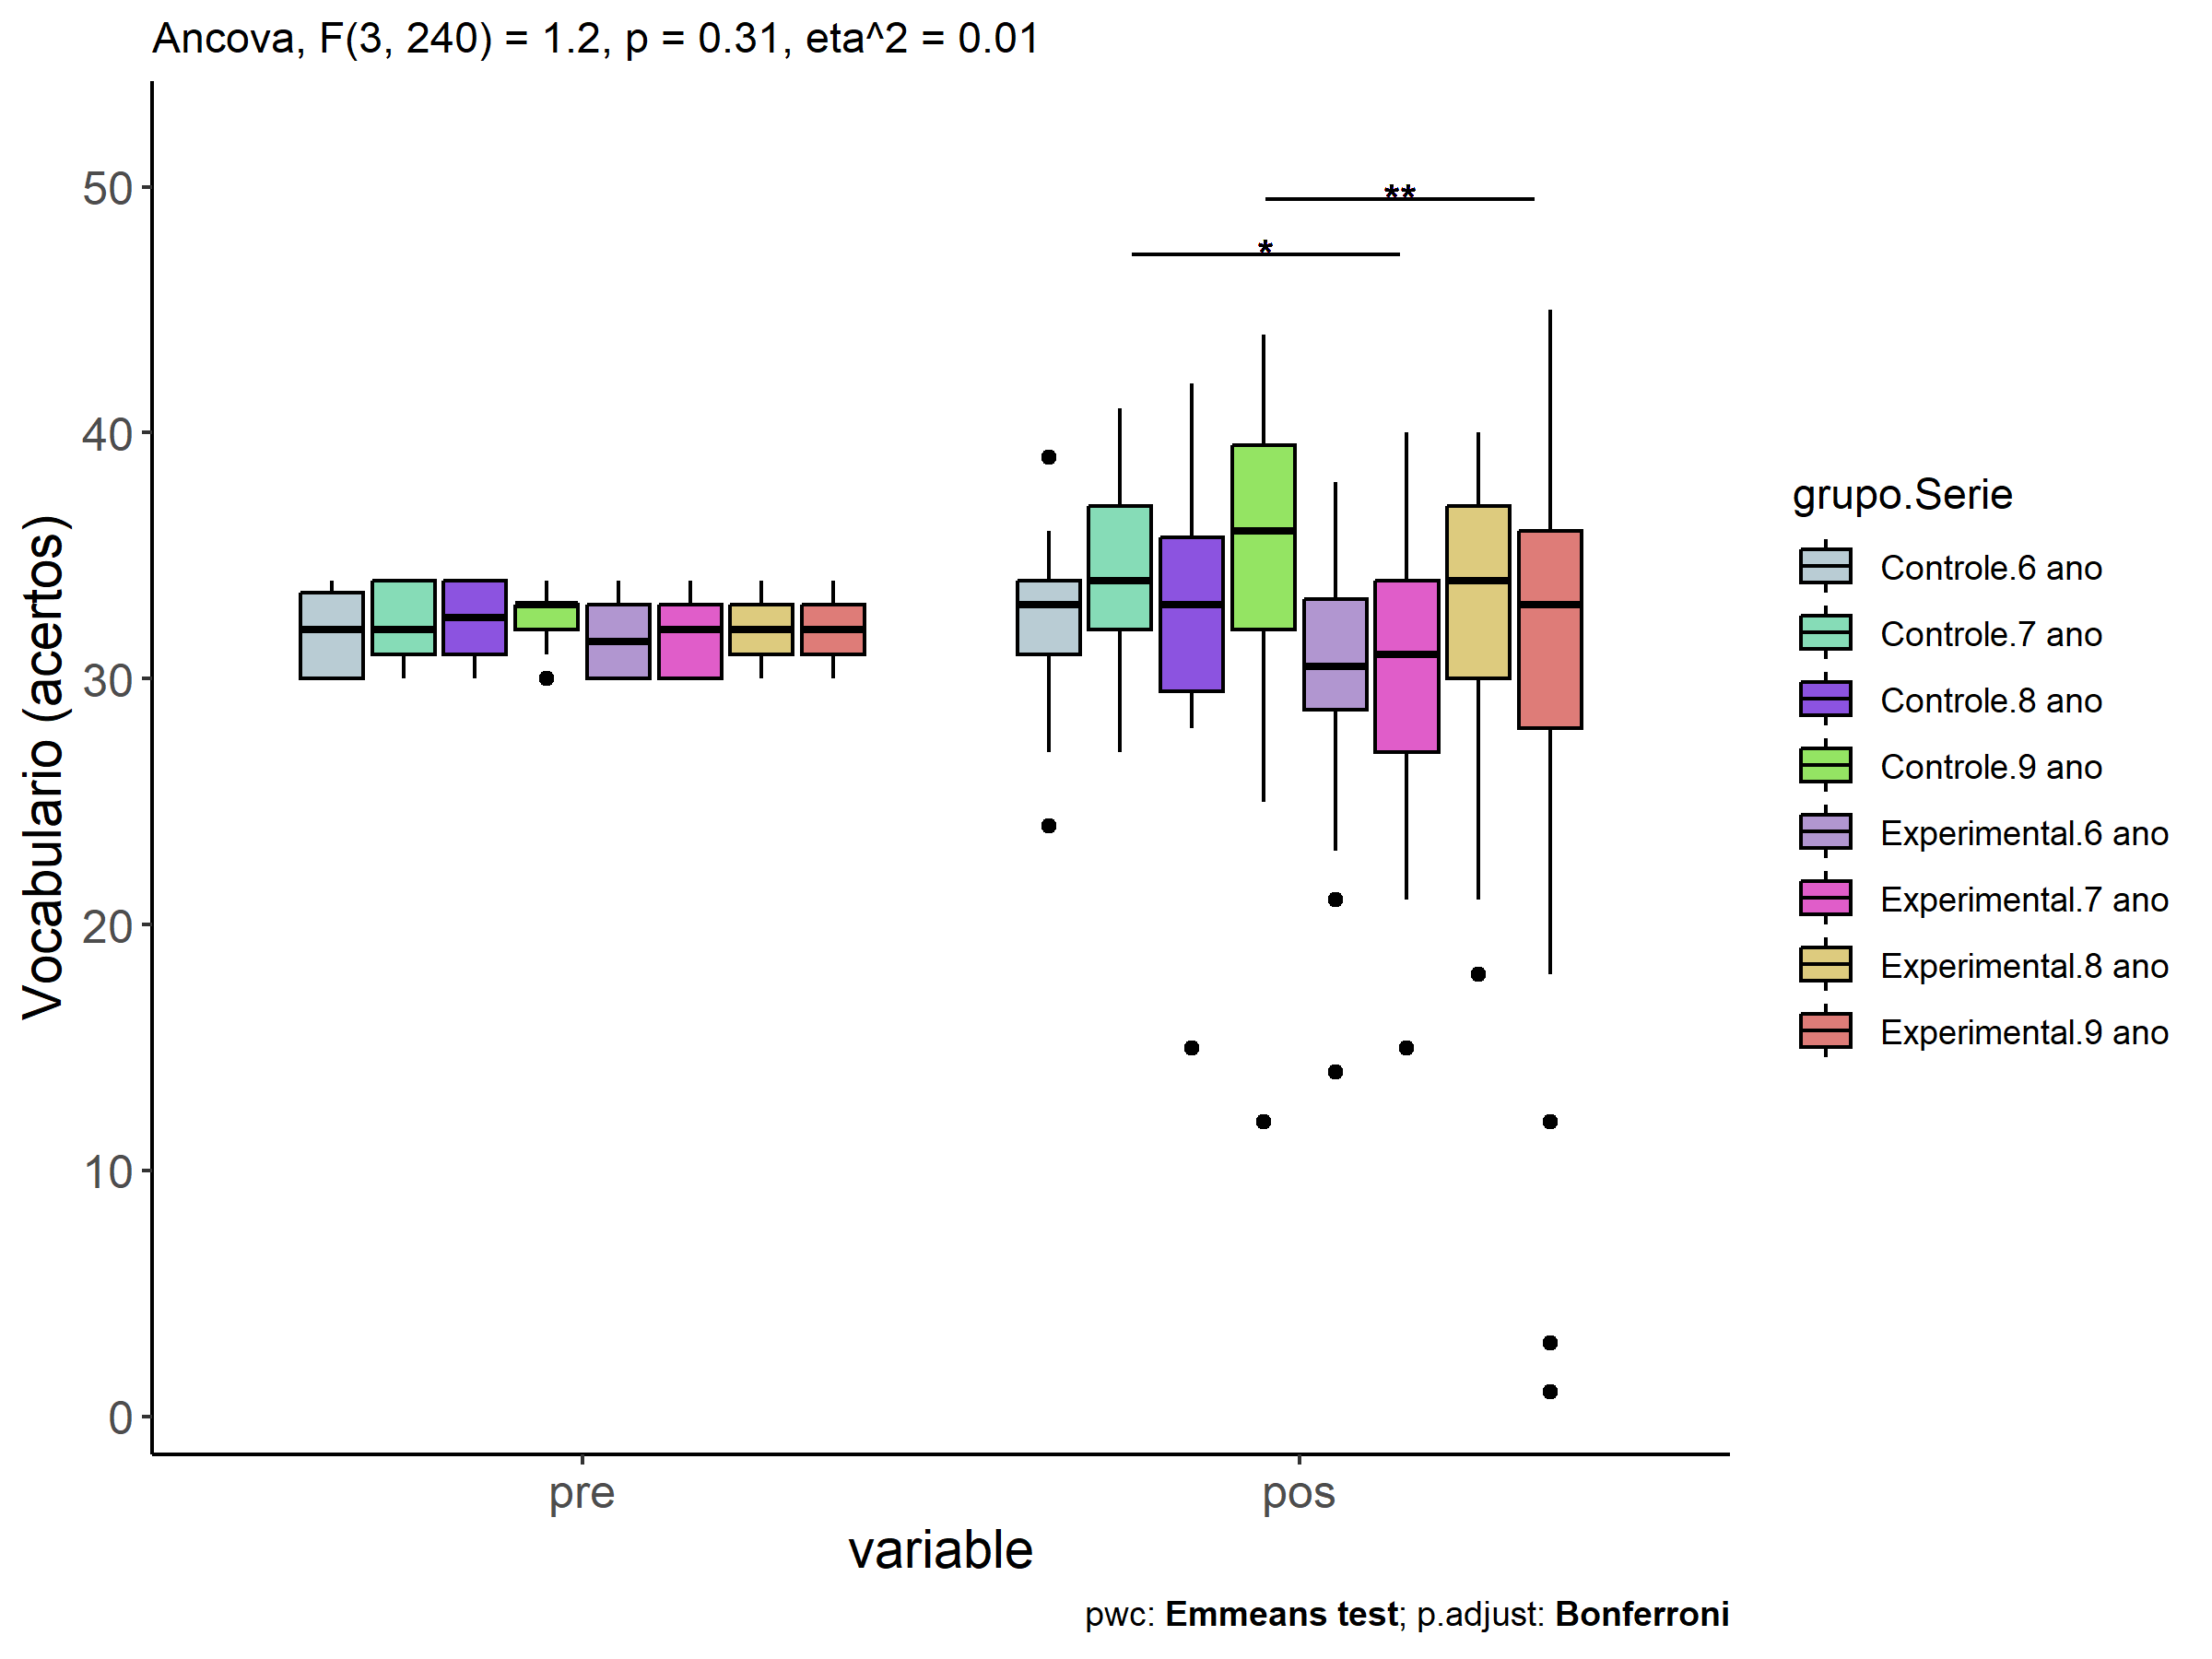 Ancova, F(3, 240) = 1.2, p = 0.31, eta^2 = 0.01
Vocabulario (acertos)
50
40
30
20
10
0
**
*
pre
pos
variable
grupo.Serie
Controle.6 ano
Controle.7 ano
Controle.8 ano
Controle.9 ano
Experimental.6 ano
Experimental.7 ano
Experimental.8 ano
Experimental.9 ano
pwc: Emmeans test; p.adjust: Bonferroni